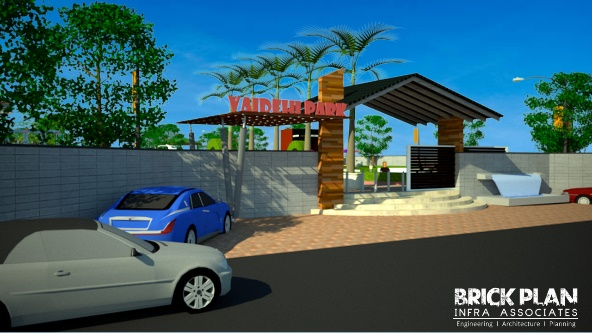 VAIDEHI PARK
BRICK PLAN
INFRA ASSOCIATES
Engineering I Architecture I Planning